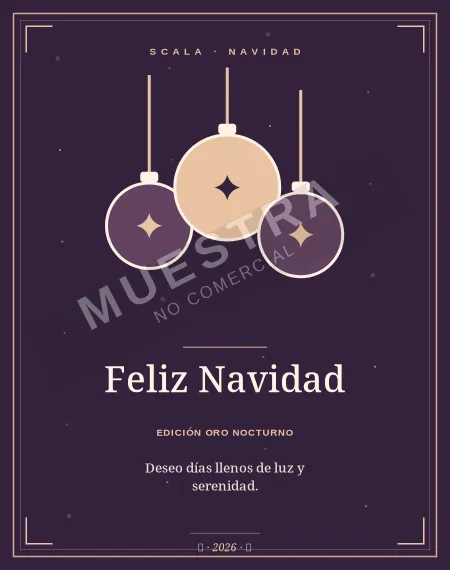 SCALA · NAVIDAD
MUESTRA
NO COMERCIAL
Feliz Navidad
EDICIÓN ORO NOCTURNO
Deseo días llenos de luz y
serenidad.
· 2026 ·